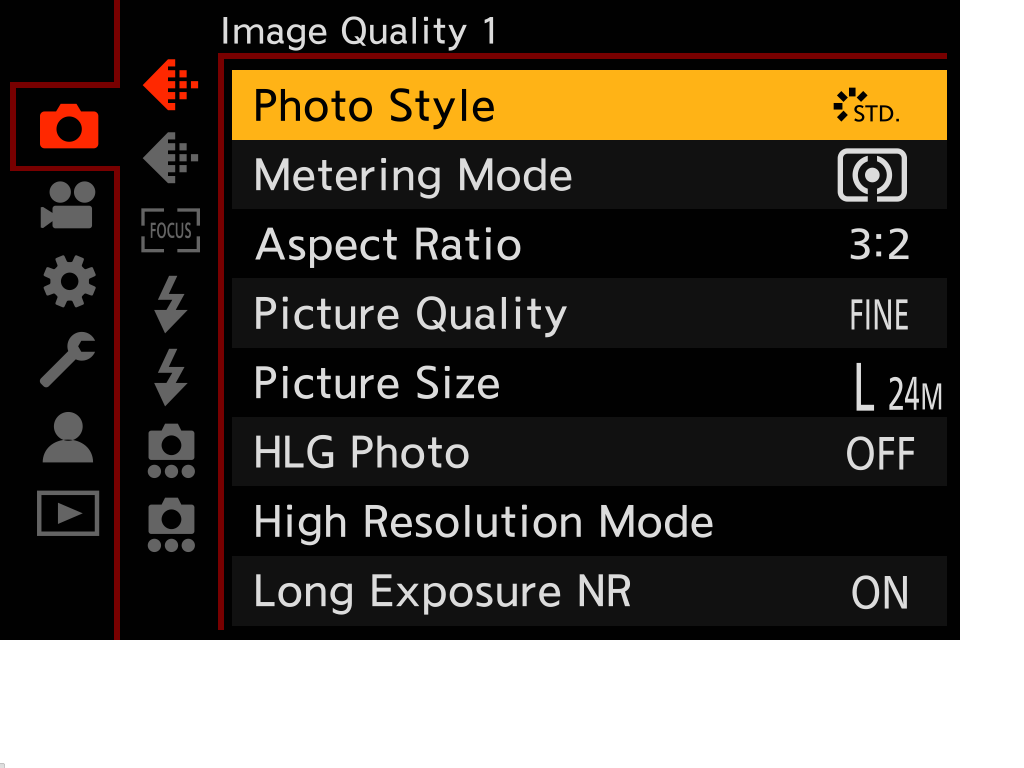 Image Quality 1
Photo Style STD.
Metering Mode
Aspect Ratio 3:2
FOCUS
Picture Quality FINE
Picture Size L 24M
HLG Photo OFF
High Resolution Mode
Long Exposure NR ON